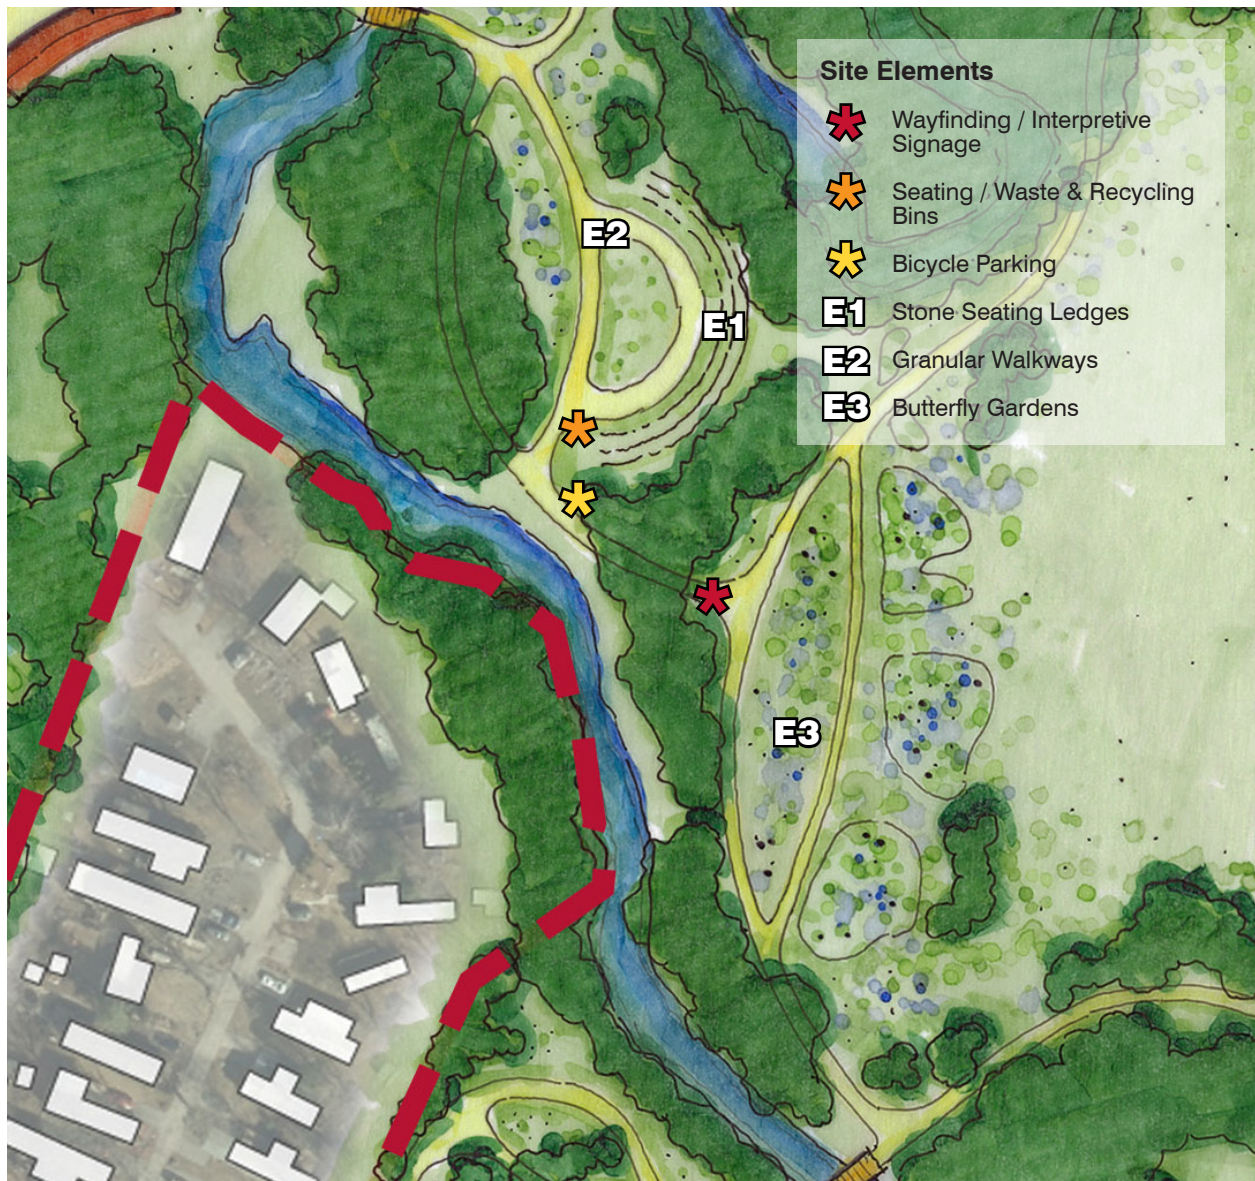 Site Elements
Wayfinding / Interpretive
Signage
Seating / Waste & Recycling
Bins
Bicycle Parking
E1 Stone Seating Ledges
E2 Granular Walkways
E3 Butterfly Gardens
E2
E1
E3